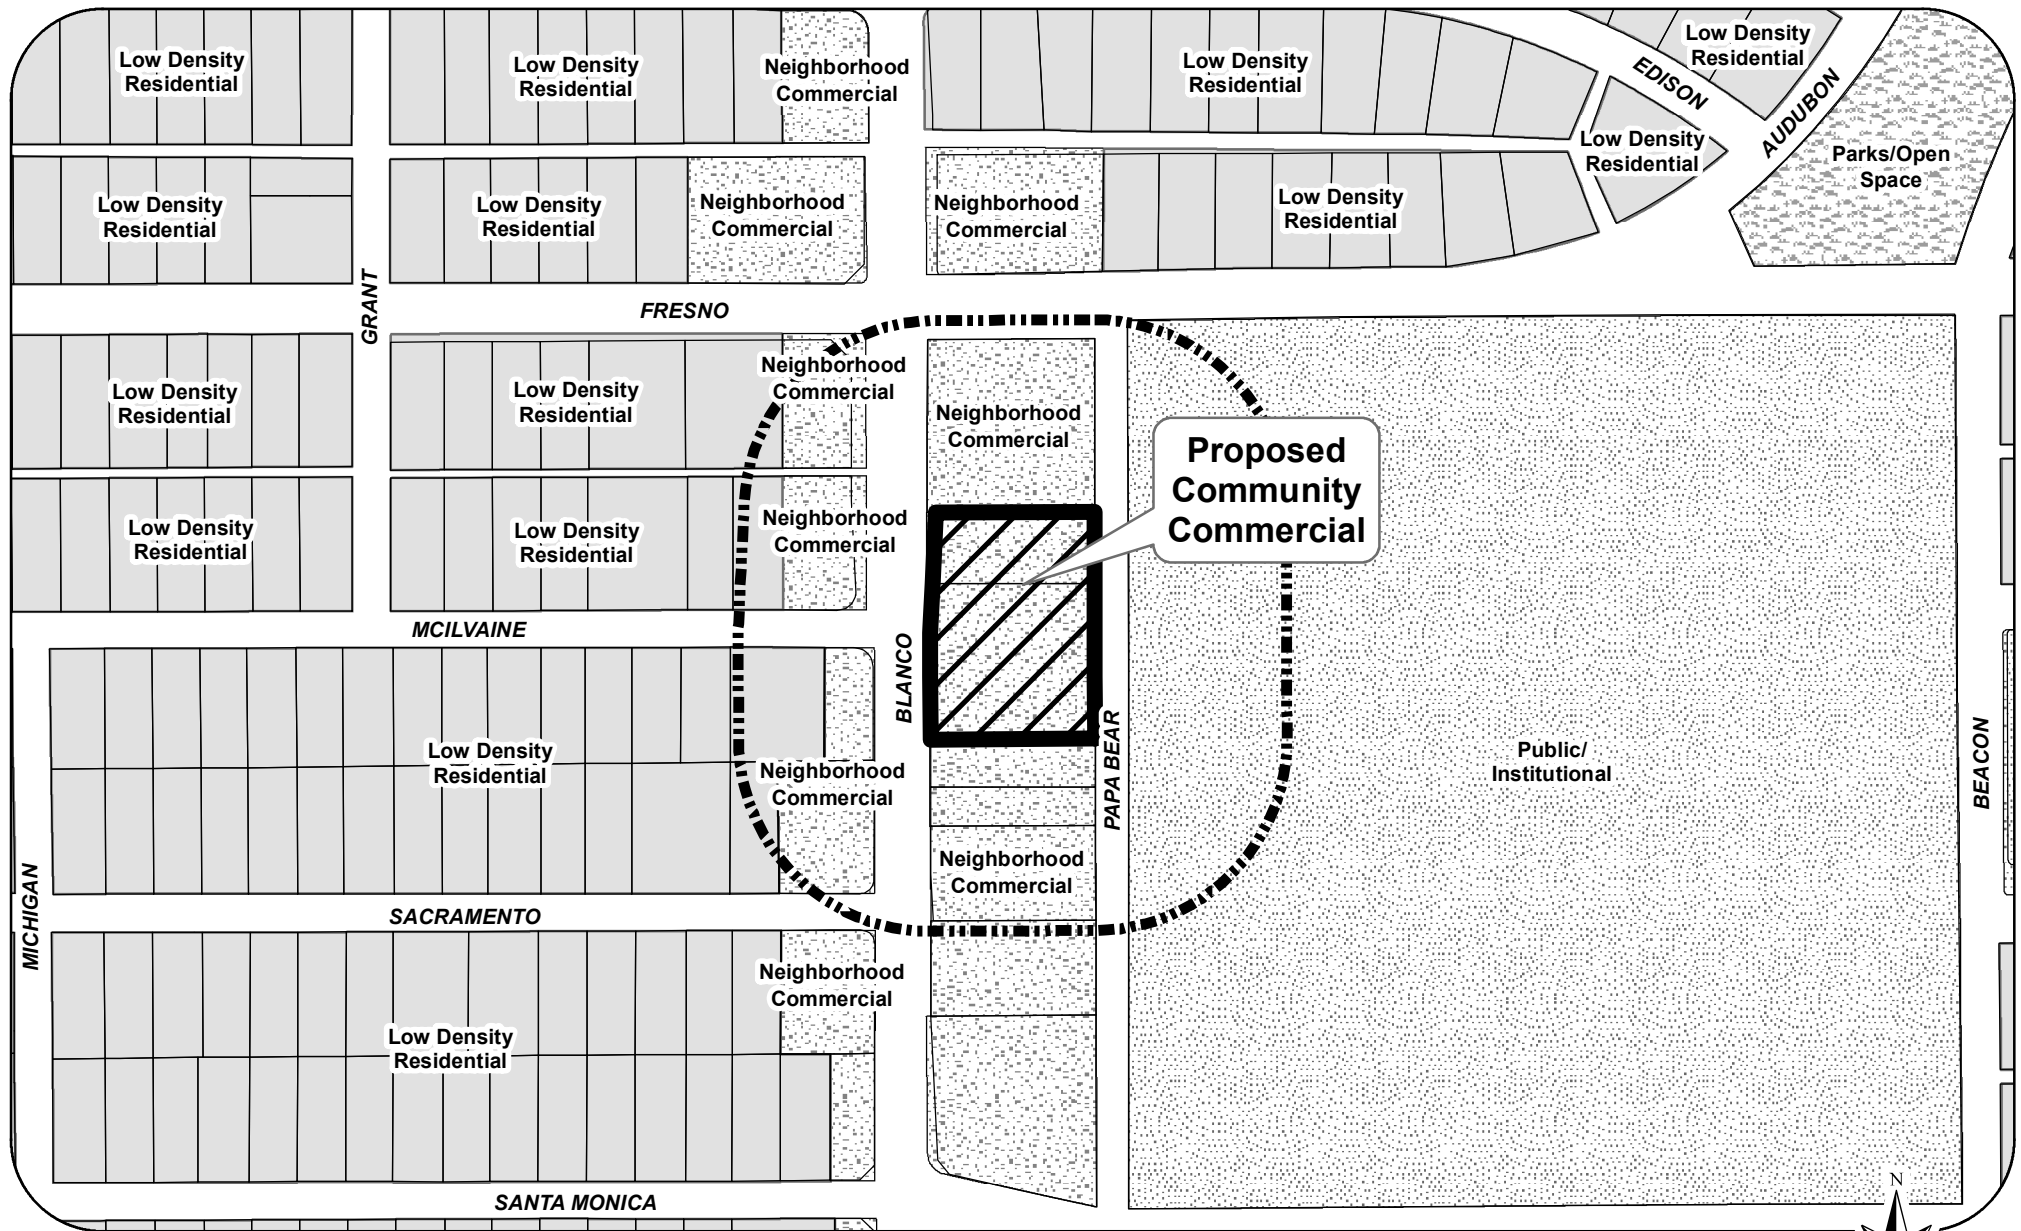 Low Density
Residential
Low Density
Residential
Neighborhood
Commercial
Low Density
Residential
Low Density
Residential
EDISON
AUDUBON
Low Density
Residential
Parks/Open
Space
Low Density
Residential
Low Density
Residential
Neighborhood
Commercial
Neighborhood
Commercial
Low Density
Residential
GRANT
FRESNO
Low Density
Residential
Low Density
Residential
Neighborhood
Commercial
Neighborhood
Commercial
Proposed
Community
Commercial
Low Density
Residential
Low Density
Residential
Neighborhood
Commercial
MCILVAINE
BLANCO
PAPA BEAR
Low Density
Residential
Neighborhood
Commercial
Public/
Institutional
BEACON
Neighborhood
Commercial
MICHIGAN
SACRAMENTO
Neighborhood
Commercial
Low Density
Residential
SANTA MONICA
N